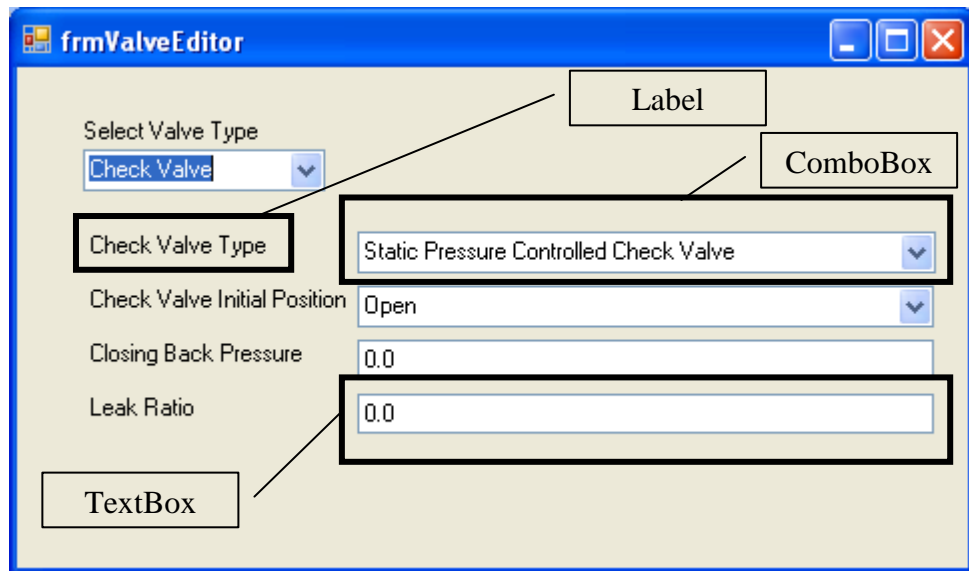 frmValveEditor
Label
Select Valve Type
ComboBox
Check Valve
Check Valve Type
Static Pressure Controlled Check Valve
Check Valve Initial Position
Open
Closing Back Pressure
0.0
Leak Ratio
0.0
TextBox